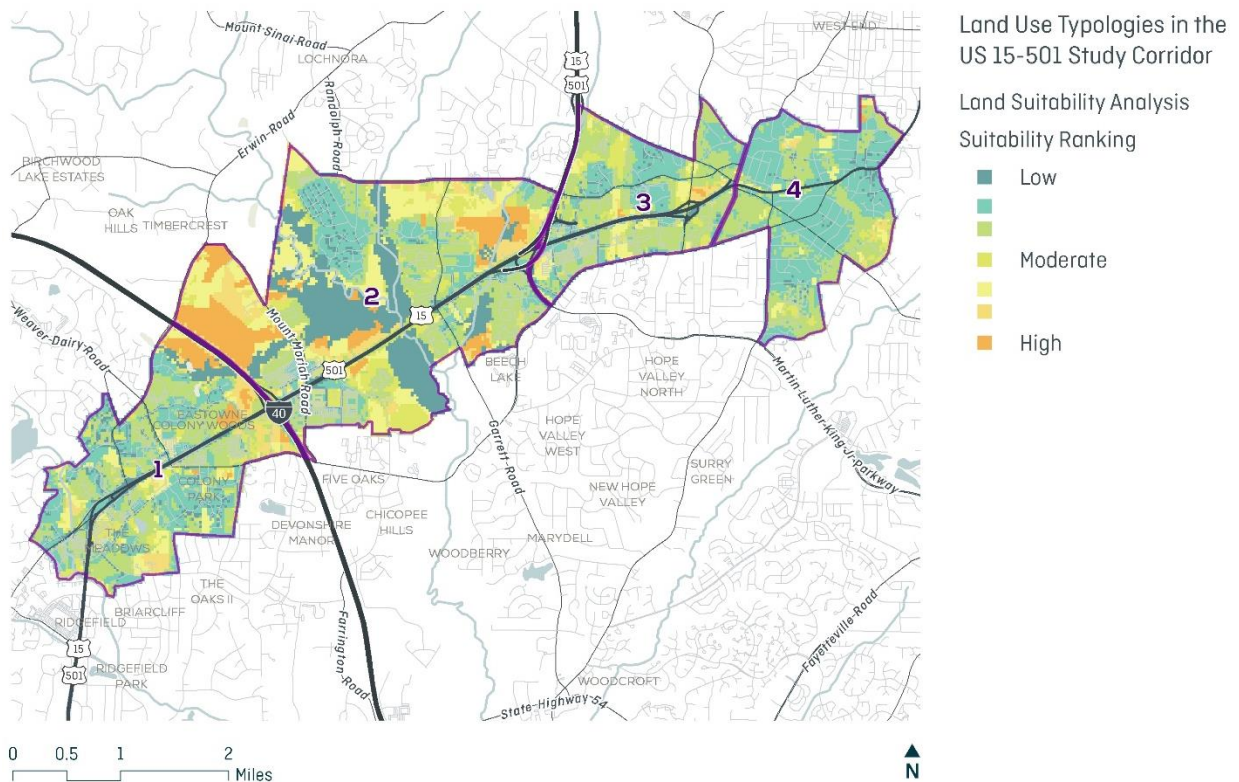 Land Use Typologies in the
US 15-501 Study Corridor
Land Suitability Analysis
Suitability Ranking
Low
Moderate
High
Mount Sinai Road
LOCHNORA
WEST END
15
501
Randolph Road
Erwin Road
BIRCHWOOD
LAKE ESTATES
OAK
HILLS
TIMBERCREST
3
4
2
15
501
Weaver Dairy Road
Mount Moriah Road
40
EASTOWNE
COLONY WOODS
BEECH
LAKE
HOPE
VALLEY
NORTH
Martin Luther King Jr parkway
HOPE
VALLEY
WEST
Garrett Road
1
COLONY
PARK
FIVE OAKS
SURRY
GREEN
NEW HOPE
VALLEY
CHICOPEE
HILLS
DEVONSHIRE
MANOR
THE
MEADOWS
MARYDELL
WOODBERRY
THE
OAKS II
BRIARCLIFF
RIDGEFIELD
15
501
RIDGEFIELD
PARK
Farrington Road
Fayetteville Road
WOODCROFT
State Highway 54
0 0.5 1 2
Miles
N